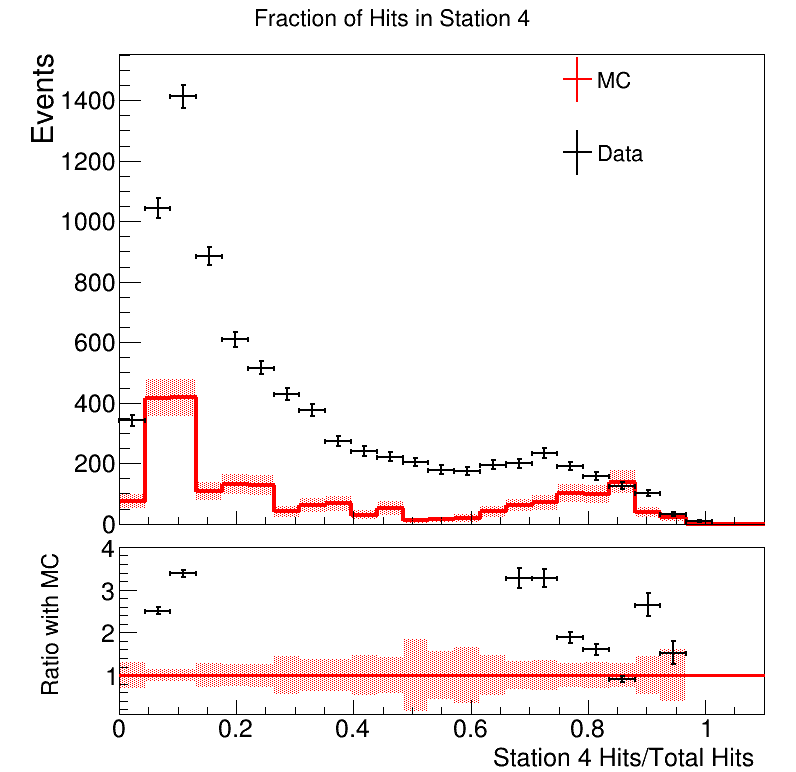 Fraction of Hits in Station 4
Events
1400
1200
1000
800
600
400
200
0
MC
Data
Ratio with MC
4
3
2
1
0 0.2 0.4 0.6 0.8 1
Station 4 Hits/Total Hits